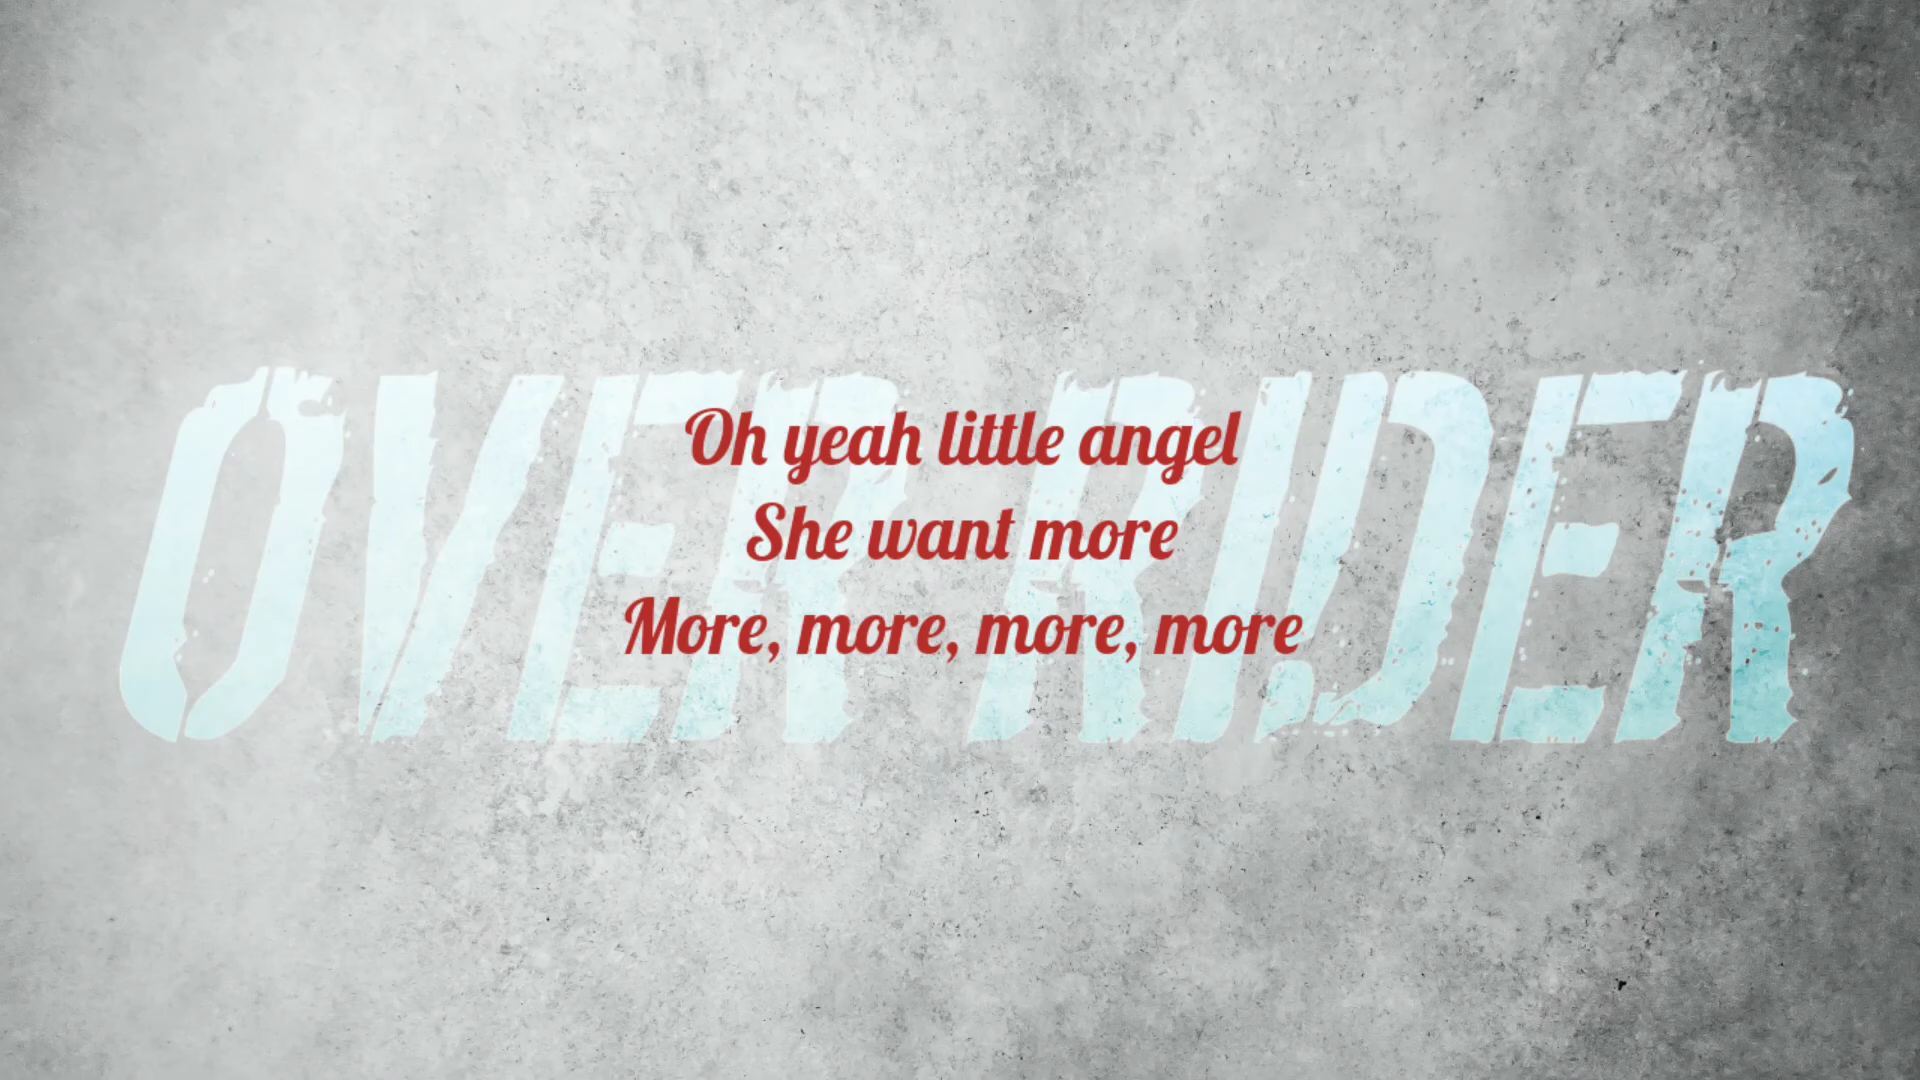 OVER RIDER
Oh yeah little angel
She want more
More, more, more, more